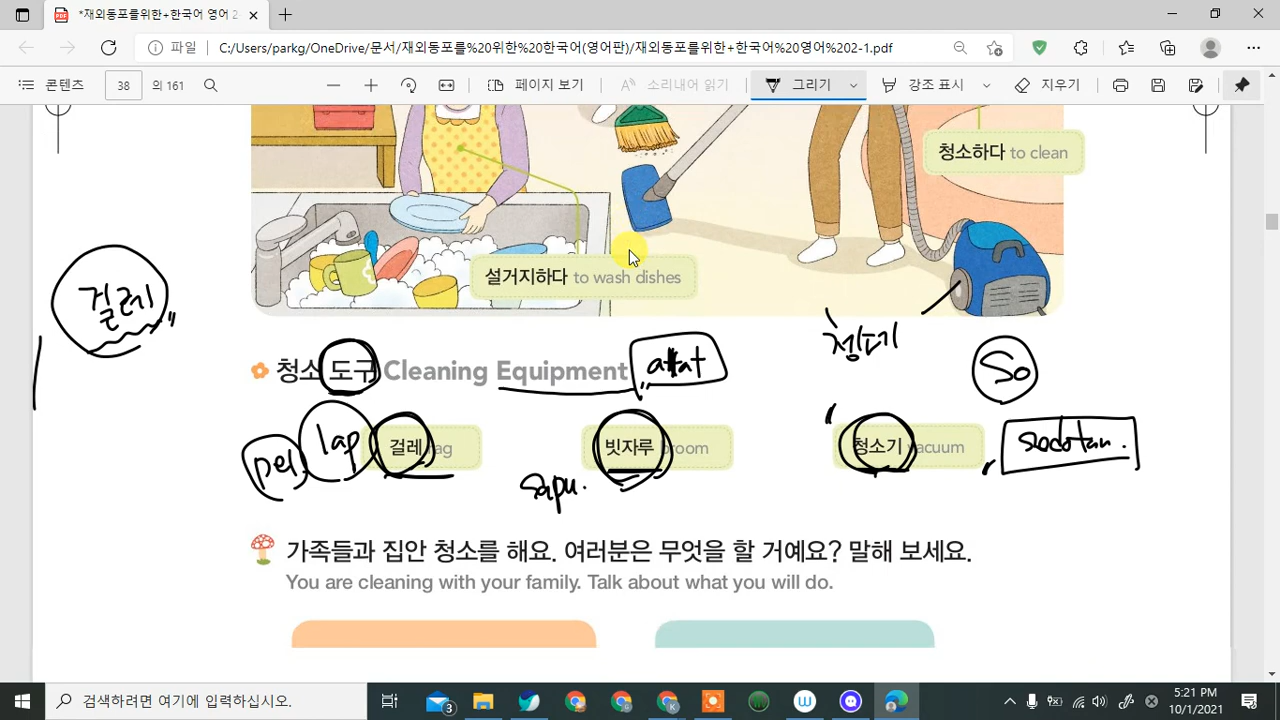 *재외동포를위한+한국어 영어 2
파일 C:/Users/parkg/OneDrive/문서/재외동포를%20위한%20한국어(영어판)/재외동포를위한+한국어%20영어%202-1.pdf
콘텐츠 38 의 161 페이지 보기 소리내어 읽기 그리기 강조 표시 지우기
청소하다 to clean
설거지하다 to wash dishes
걸레
청소 도구 Cleaning Equipment
So
pel lap 걸레 rag 빗자루 broom 청소기 vacuum
sapu.
가족들과 집안 청소를 해요. 여러분은 무엇을 할 거예요? 말해 보세요.
You are cleaning with your family. Talk about what you will do.
검색하려면 여기에 입력하십시오.
3
5:21 PM
10/1/2021